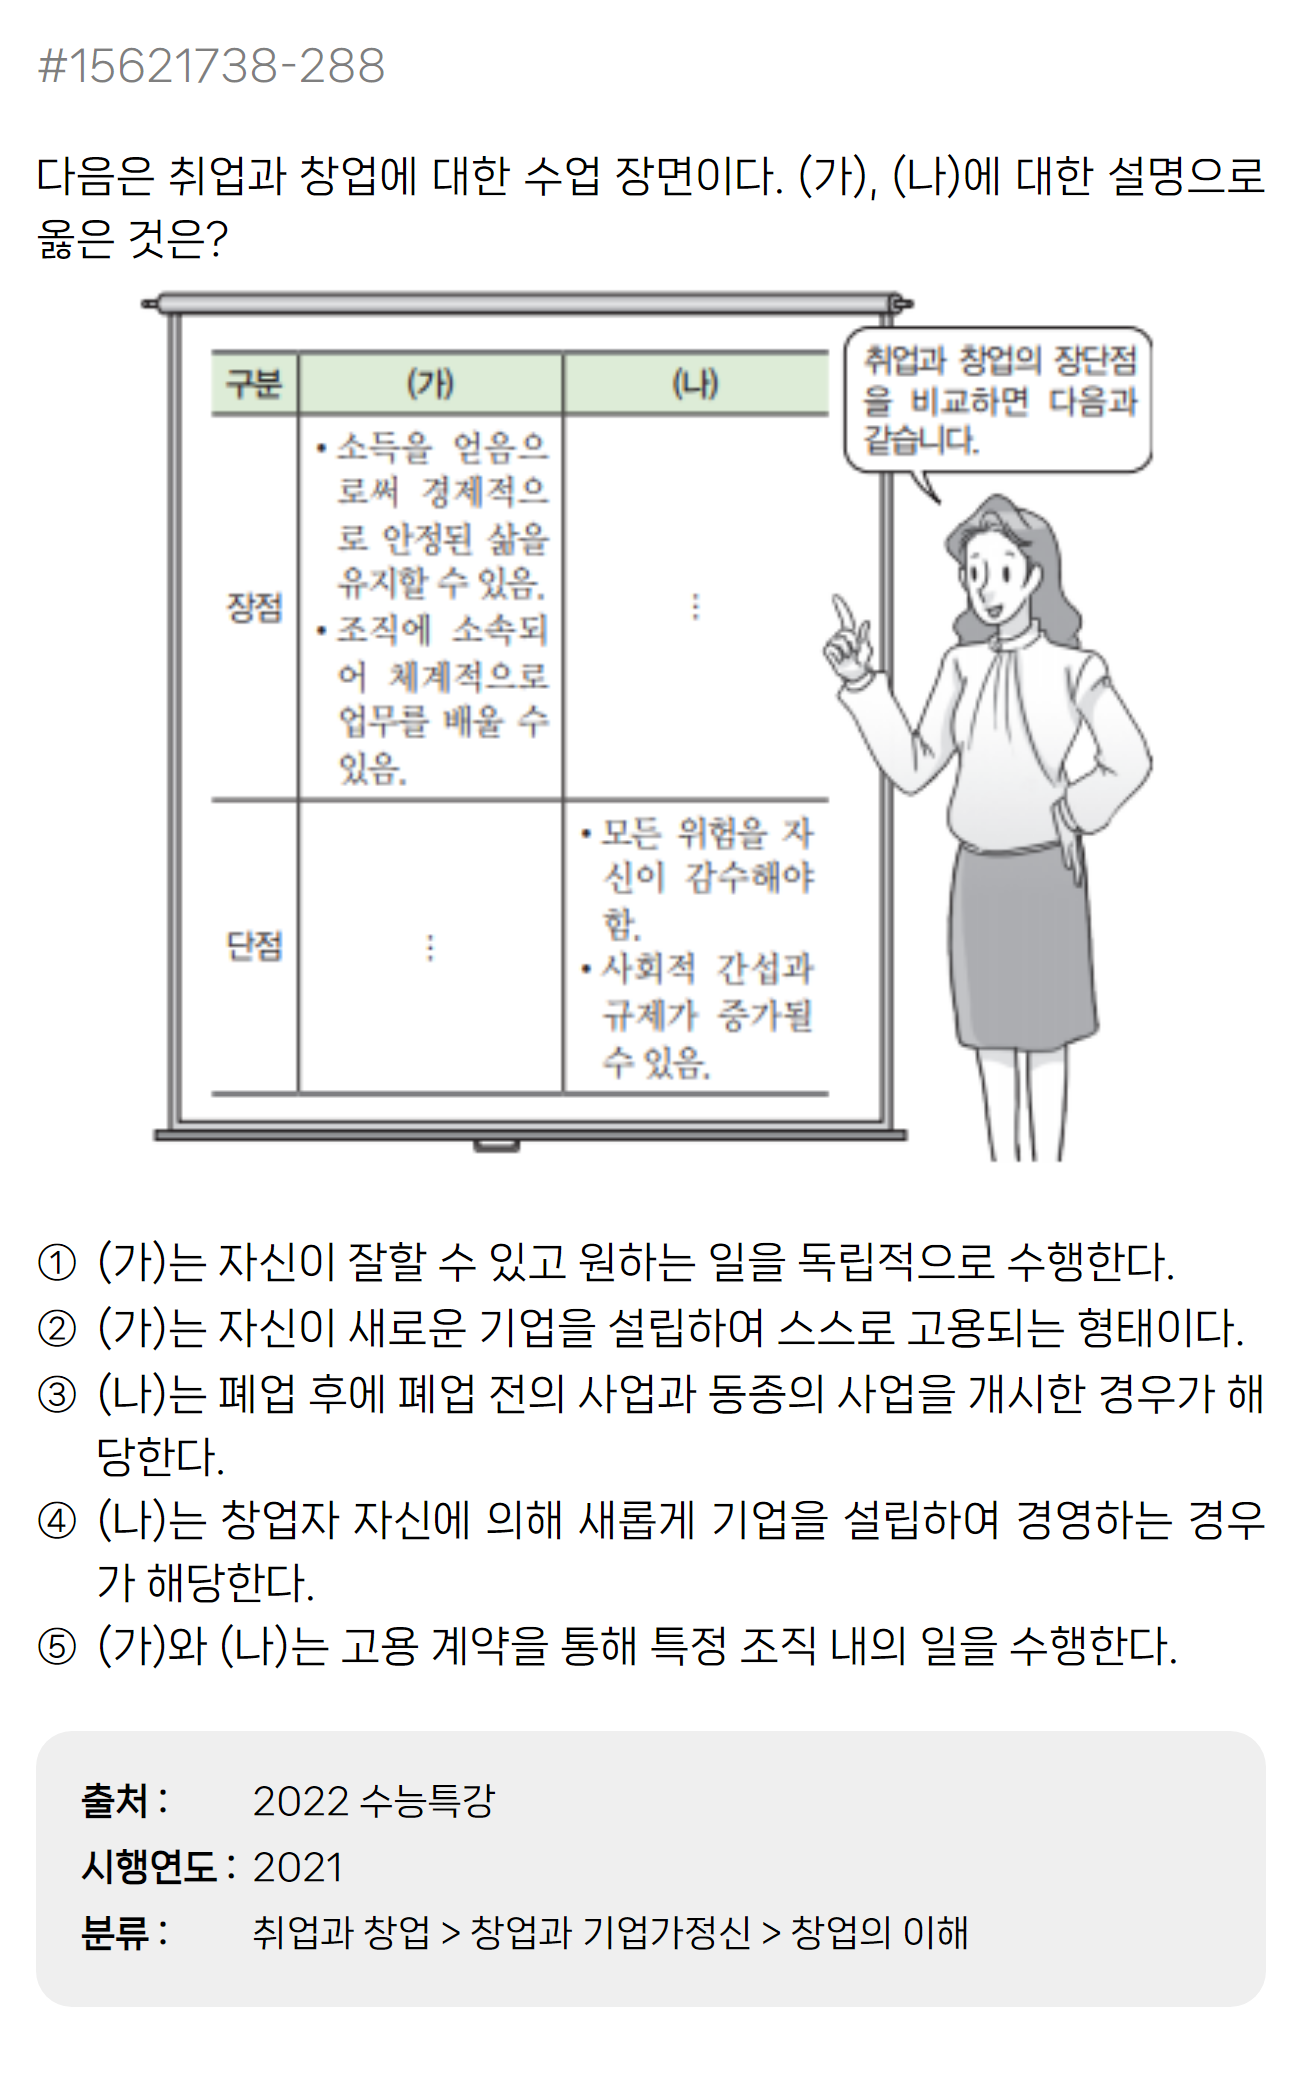 #15621738-288
다음은 취업과 창업에 대한 수업 장면이다. (가), (나)에 대한 설명으로
옳은 것은?
취업과 창업의 장단점
을 비교하면 다음과
같습니다.
구분 (가) (나)
장점
• 소득을 얻음으
로써 경제적으
로 안정된 삶을
유지할 수 있음.
• 조직에 소속되
어 체계적으로
업무를 배울 수
있음.
⋮
단점
⋮
• 모든 위험을 자
신이 감수해야
함.
• 사회적 간섭과
규제가 증가될
수 있음.
① (가)는 자신이 잘할 수 있고 원하는 일을 독립적으로 수행한다.
② (가)는 자신이 새로운 기업을 설립하여 스스로 고용되는 형태이다.
③ (나)는 폐업 후에 폐업 전의 사업과 동종의 사업을 개시한 경우가 해
당한다.
④ (나)는 창업자 자신에 의해 새롭게 기업을 설립하여 경영하는 경우
가 해당한다.
⑤ (가)와 (나)는 고용 계약을 통해 특정 조직 내의 일을 수행한다.
출처 : 2022 수능특강
시행연도 : 2021
분류 : 취업과 창업 > 창업과 기업가정신 > 창업의 이해